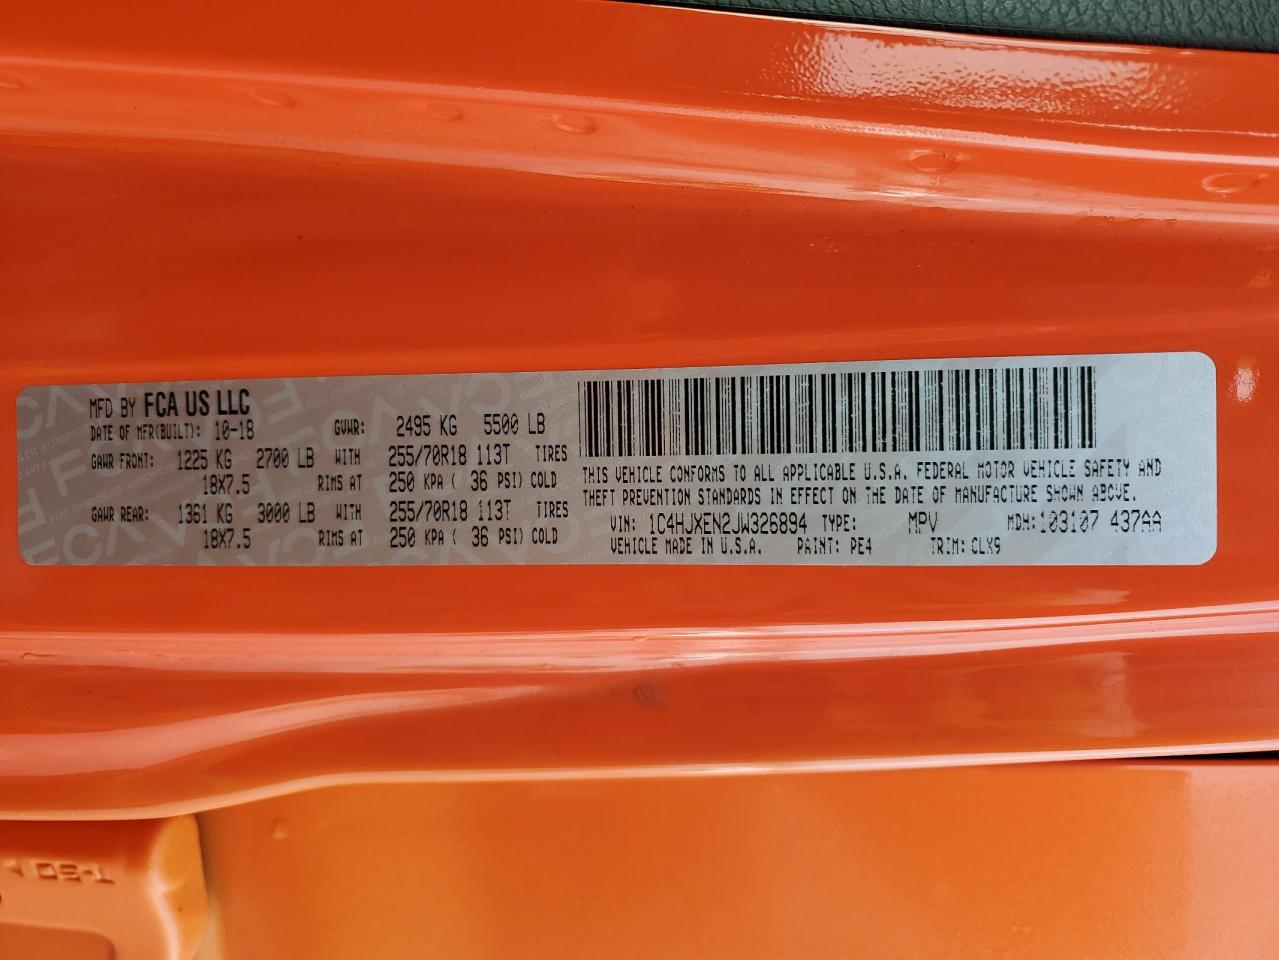 MFD BY FCA US LLC
DATE OF MFR(BUILT): 10-18 GVWR: 2495 KG 5500 LB
GAWR FRONT: 1225 KG 2700 LB WITH 255/70R18 113T TIRES
18X7.5 RIMS AT 250 KPA ( 36 PSI) COLD
GAWR REAR: 1361 KG 3000 LB WITH 255/70R18 113T TIRES
18X7.5 RIMS AT 250 KPA ( 36 PSI) COLD
THIS VEHICLE CONFORMS TO ALL APPLICABLE U.S.A. FEDERAL MOTOR VEHICLE SAFETY AND
THEFT PREVENTION STANDARDS IN EFFECT ON THE DATE OF MANUFACTURE SHOWN ABOVE.
VIN: 1C4HJXEN2JW326894 TYPE: MPV MDH: 103107 437AA
VEHICLE MADE IN U.S.A. PAINT: PE4 TRIM: CLX9
T-50